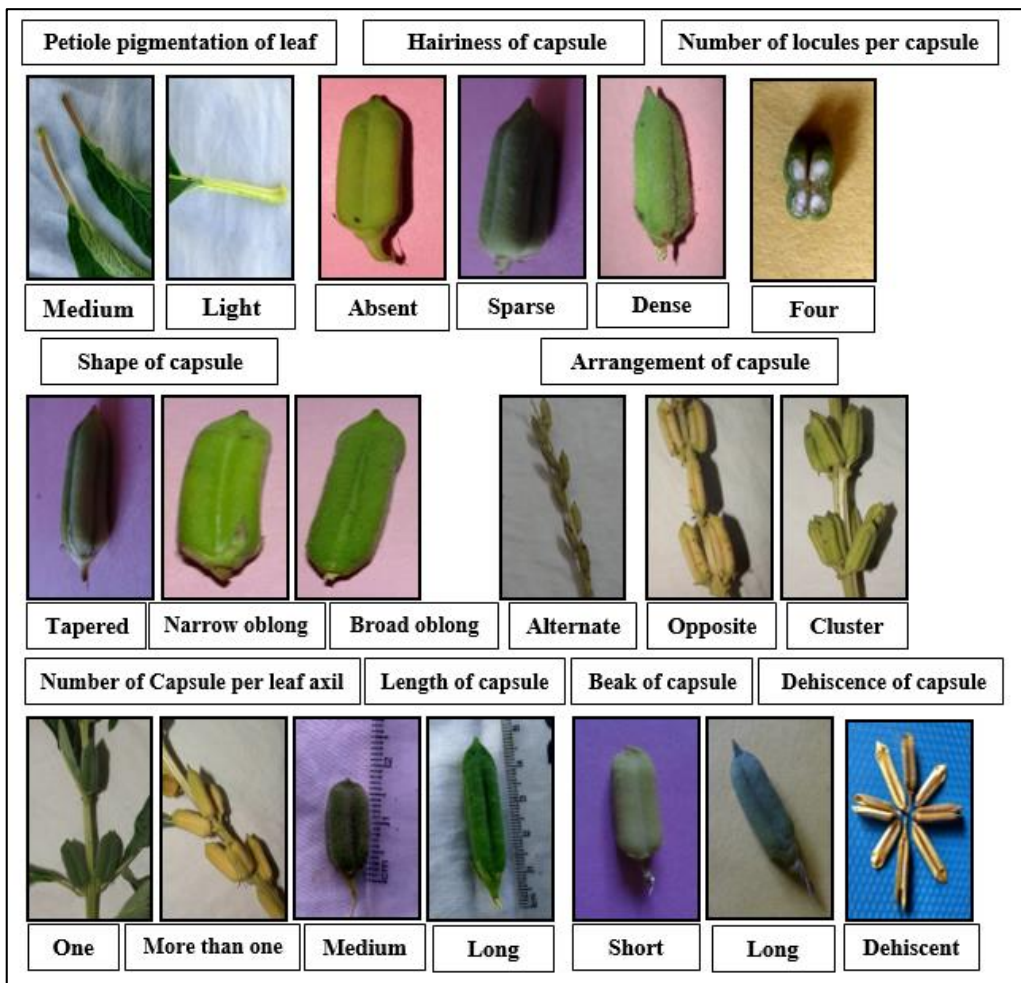 Petiole pigmentation of leaf
Hairiness of capsule
Number of locules per capsule
Medium
Light
Absent
Sparse
Dense
Four
Shape of capsule
Arrangement of capsule
Tapered
Narrow oblong
Broad oblong
Alternate
Opposite
Cluster
Number of Capsule per leaf axil
Length of capsule
Beak of capsule
Dehiscence of capsule
One
More than one
Medium
Long
Short
Long
Dehiscent